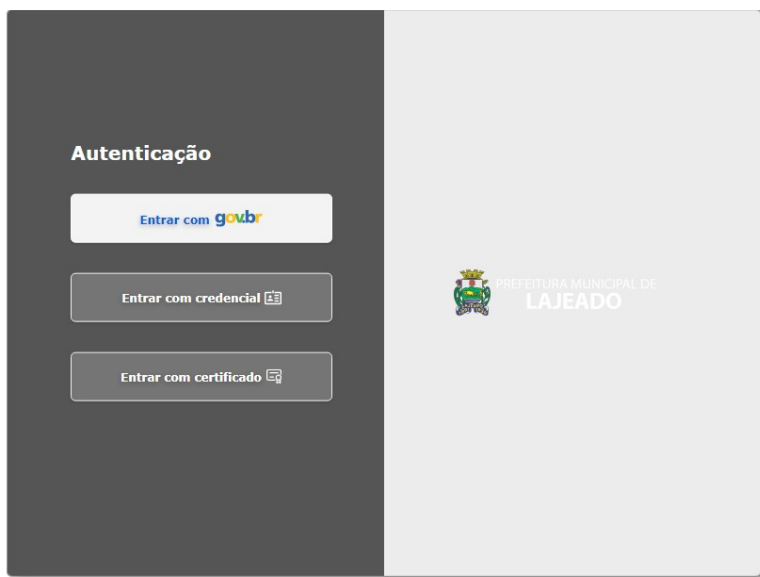 Autenticação
Entrar com gov.br
Entrar com credencial
Entrar com certificado
PREFEITURA MUNICIPAL DE
LAJEADO